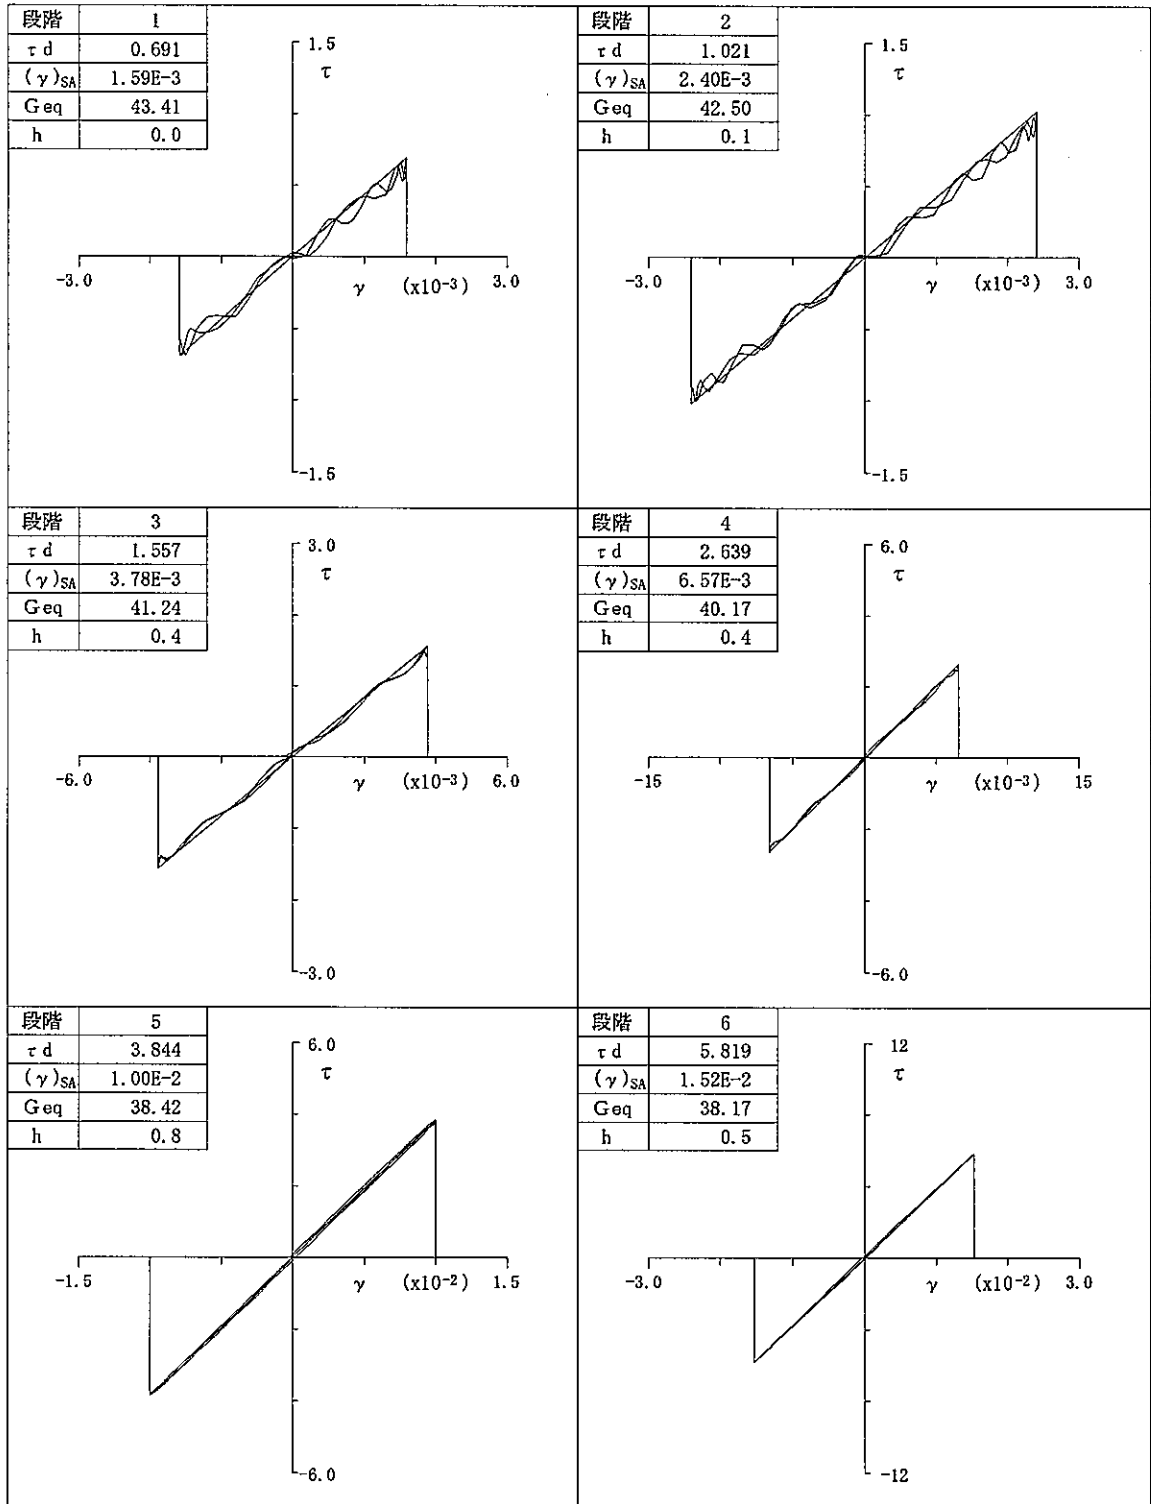 段階 1
τd 0.691
(γ)SA 1.59E-3
Geq 43.41
h 0.0
1.5
τ
-3.0 γ (x10-3) 3.0
-1.5
段階 2
τd 1.021
(γ)SA 2.40E-3
Geq 42.50
h 0.1
1.5
τ
-3.0 γ (x10-3) 3.0
-1.5
段階 3
τd 1.557
(γ)SA 3.78E-3
Geq 41.24
h 0.4
3.0
τ
-6.0 γ (x10-3) 6.0
-3.0
段階 4
τd 2.639
(γ)SA 6.57E-3
Geq 40.17
h 0.4
6.0
τ
-15 γ (x10-3) 15
-6.0
段階 5
τd 3.844
(γ)SA 1.00E-2
Geq 38.42
h 0.8
6.0
τ
-1.5 γ (x10-2) 1.5
-6.0
段階 6
τd 5.819
(γ)SA 1.52E-2
Geq 38.17
h 0.5
12
τ
-3.0 γ (x10-2) 3.0
-12